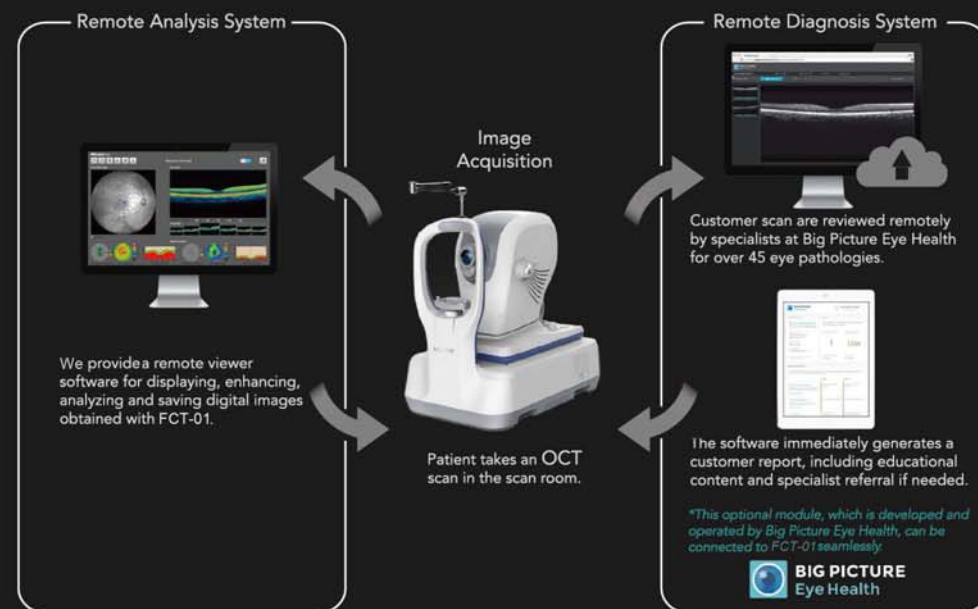 Remote Analysis System
We provide a remote viewer
software for displaying, enhancing,
analyzing and saving digital images
obtained with FCT-01.
Image
Acquisition
Patient takes an OCT
scan in the scan room.
Remote Diagnosis System
Customer scan are reviewed remotely
by specialists at Big Picture Eye Health
for over 45 eye pathologies.
The software immediately generates a
customer report, including educational
content and specialist referral if needed.
*This optional module, which is developed and
operated by Big Picture Eye Health, can be
connected to FCT-01 seamlessly.
BIG PICTURE
Eye Health